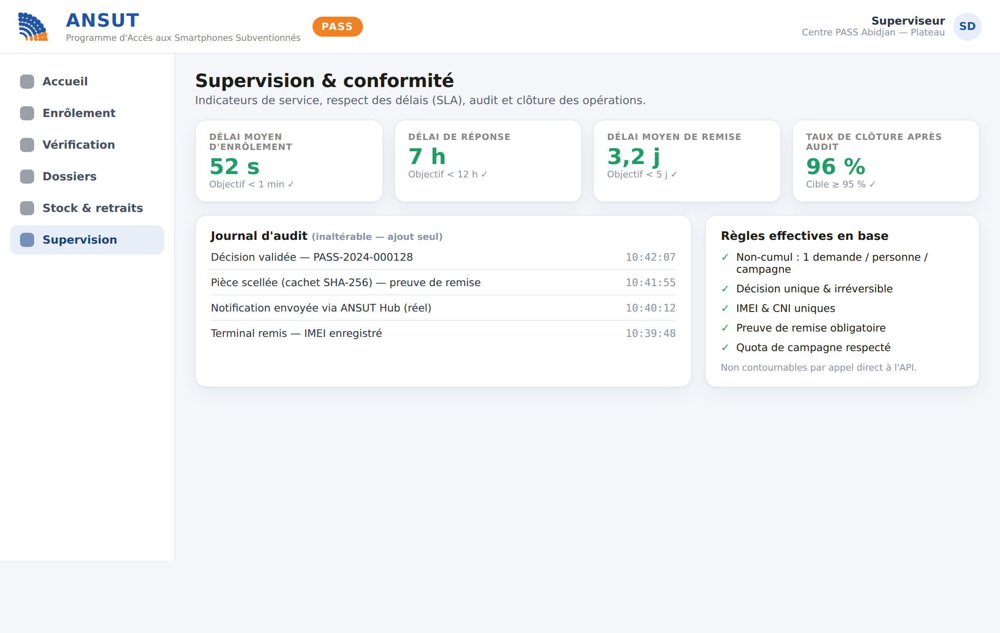 ANSUT
Programme d'Accès aux Smartphones Subventionnés
PASS
Superviseur
Centre PASS Abidjan — Plateau
SD
Accueil
Enrôlement
Vérification
Dossiers
Stock & retraits
Supervision
Supervision & conformité
Indicateurs de service, respect des délais (SLA), audit et clôture des opérations.
DÉLAI MOYEN
D'ENRÔLEMENT
52 s
Objectif < 1 min ✓
DÉLAI DE RÉPONSE
7 h
Objectif < 12 h ✓
DÉLAI MOYEN DE REMISE
3,2 j
Objectif < 5 j ✓
TAUX DE CLÔTURE APRÈS
AUDIT
96 %
Cible ≥ 95 % ✓
Journal d'audit (inaltérable — ajout seul)
Décision validée — PASS-2024-000128 10:42:07
Pièce scellée (cachet SHA-256) — preuve de remise 10:41:55
Notification envoyée via ANSUT Hub (réel) 10:40:12
Terminal remis — IMEI enregistré 10:39:48
Règles effectives en base
✓ Non-cumul : 1 demande / personne /
campagne
✓ Décision unique & irréversible
✓ IMEI & CNI uniques
✓ Preuve de remise obligatoire
✓ Quota de campagne respecté
Non contournables par appel direct à l'API.